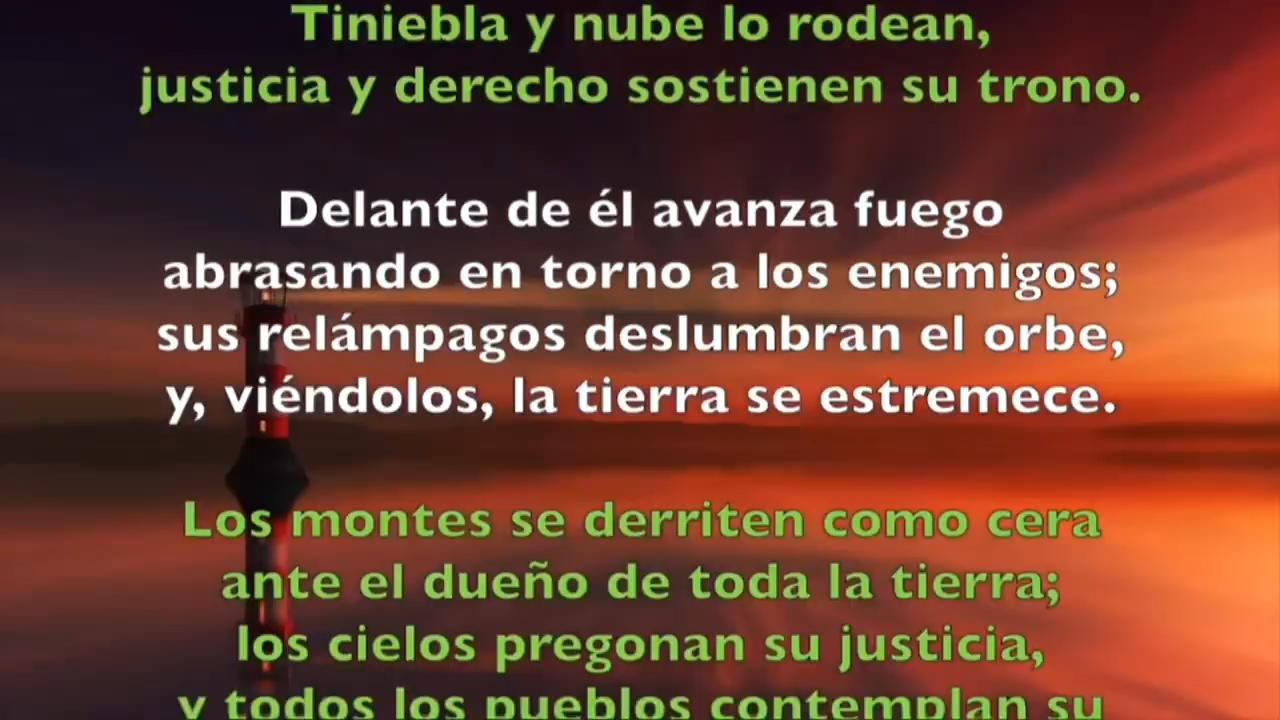 Tiniebla y nube lo rodean,
justicia y derecho sostienen su trono.
Delante de él avanza fuego
abrasando en torno a los enemigos;
sus relámpagos deslumbran el orbe,
y, viéndolos, la tierra se estremece.
Los montes se derriten como cera
ante el dueño de toda la tierra;
los cielos pregonan su justicia,
y todos los pueblos contemplan su